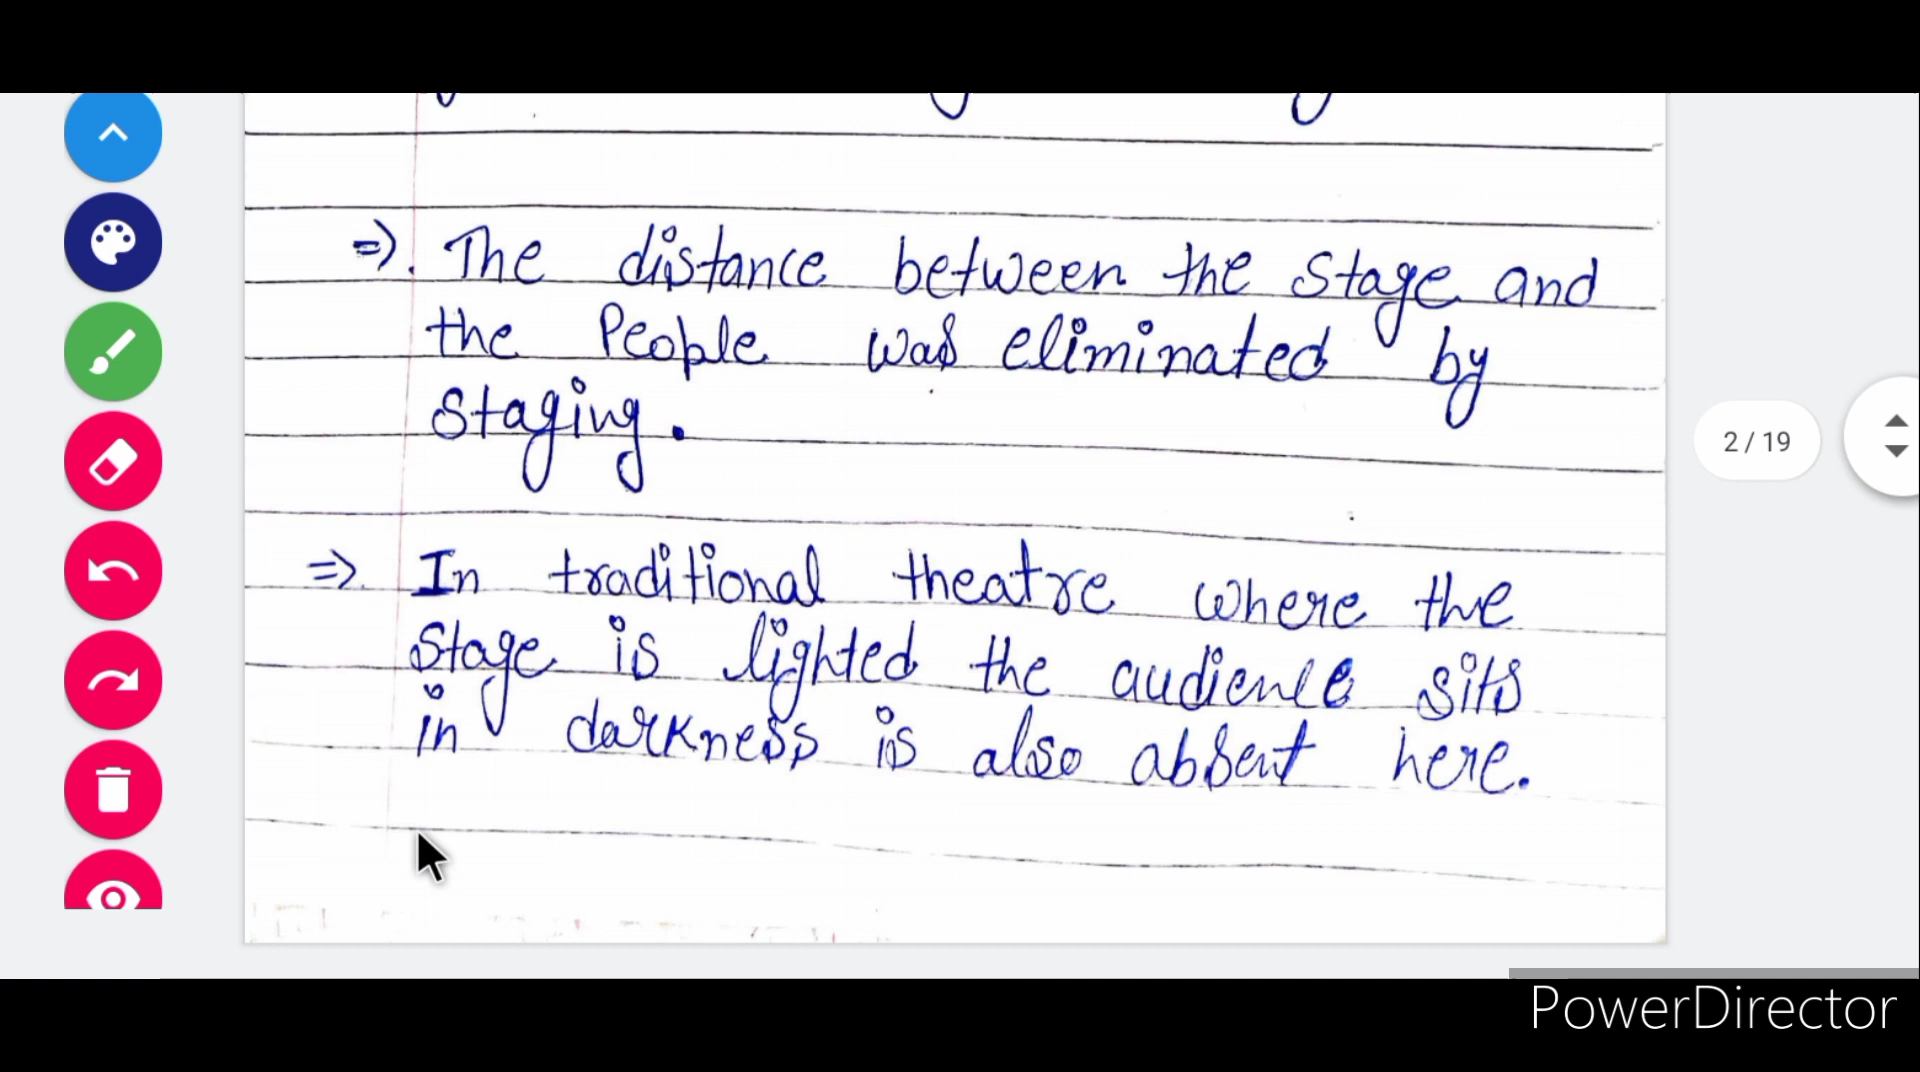 =>. The distance between the stage and
the People was eliminated by
staging.
=>. In traditional theatre where the
stage is lighted the audience sits
in darkness is also absent here.
2 / 19
PowerDirector